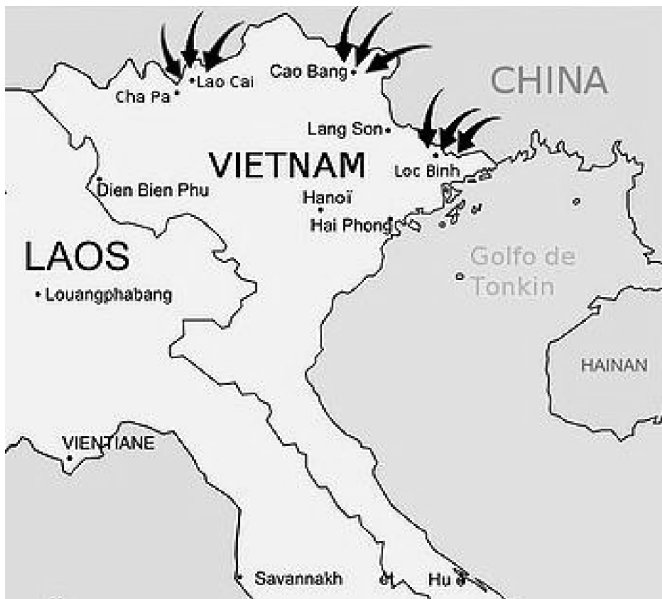 CHINA
Lao Cai
Cao Bang
Cha Pa
Lang Son
VIETNAM
Loc Binh
Dien Bien Phu
Hanoï
Hai Phong
LAOS
Golfo de
Tonkin
Louangphabang
HAINAN
VIENTIANE
Savannakh
Hu